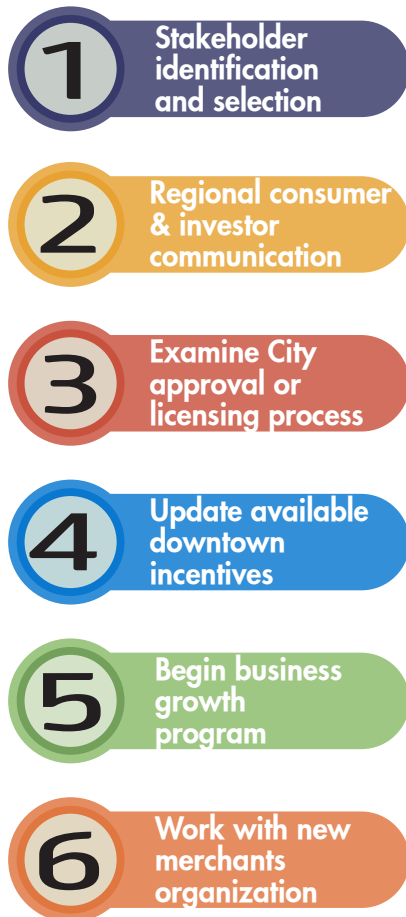 1
Stakeholder
identification
and selection
2
Regional consumer
& investor
communication
3
Examine City
approval or
licensing process
4
Update available
downtown
incentives
5
Begin business
growth
program
6
Work with new
merchants
organization